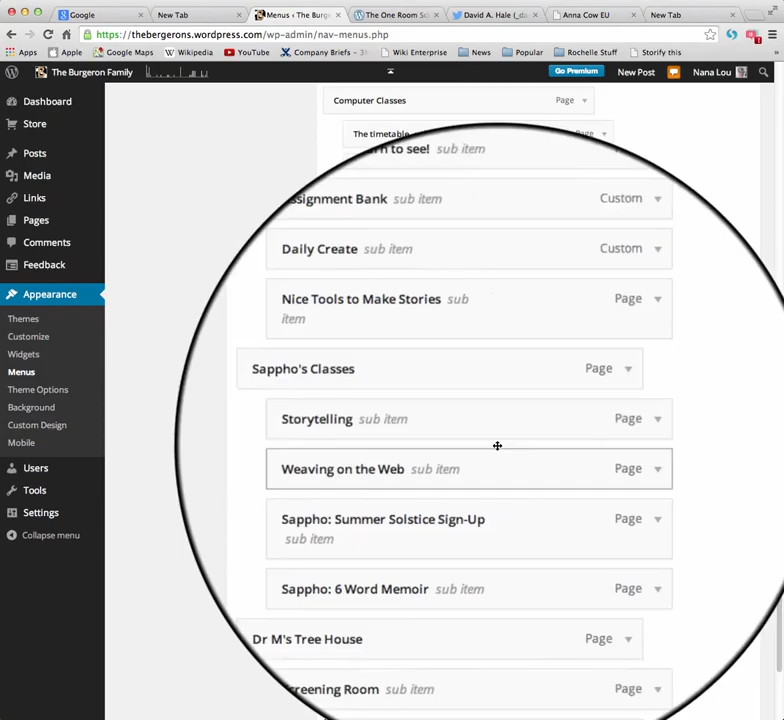 Google
New Tab
Menus ‹ The Burge
The One Room Sc
David A. Hale (_da
Anna Cow EU
New Tab
https://thebergerons.wordpress.com/wp-admin/nav-menus.php
Apps
Apple
Google Maps
Wikipedia
YouTube
Company Briefs – 3
Wiki Enterprise
News
Popular
Rochelle Stuff
Storify this
The Burgeron Family
Go Premium
New Post
Nana Lou
Dashboard
Store
Posts
Media
Links
Pages
Comments
Feedback
Appearance
Themes
Customize
Widgets
Menus
Theme Options
Background
Custom Design
Mobile
Users
Tools
Settings
Collapse menu
Computer Classes Page
The timetable
n to see! sub item
ssignment Bank sub item Custom
Daily Create sub item Custom
Nice Tools to Make Stories sub Page
item
Sappho's Classes Page
Storytelling sub item Page
Weaving on the Web sub item Page
Sappho: Summer Solstice Sign-Up Page
sub item
Sappho: 6 Word Memoir sub item Page
Dr M's Tree House Page
creening Room sub item Page